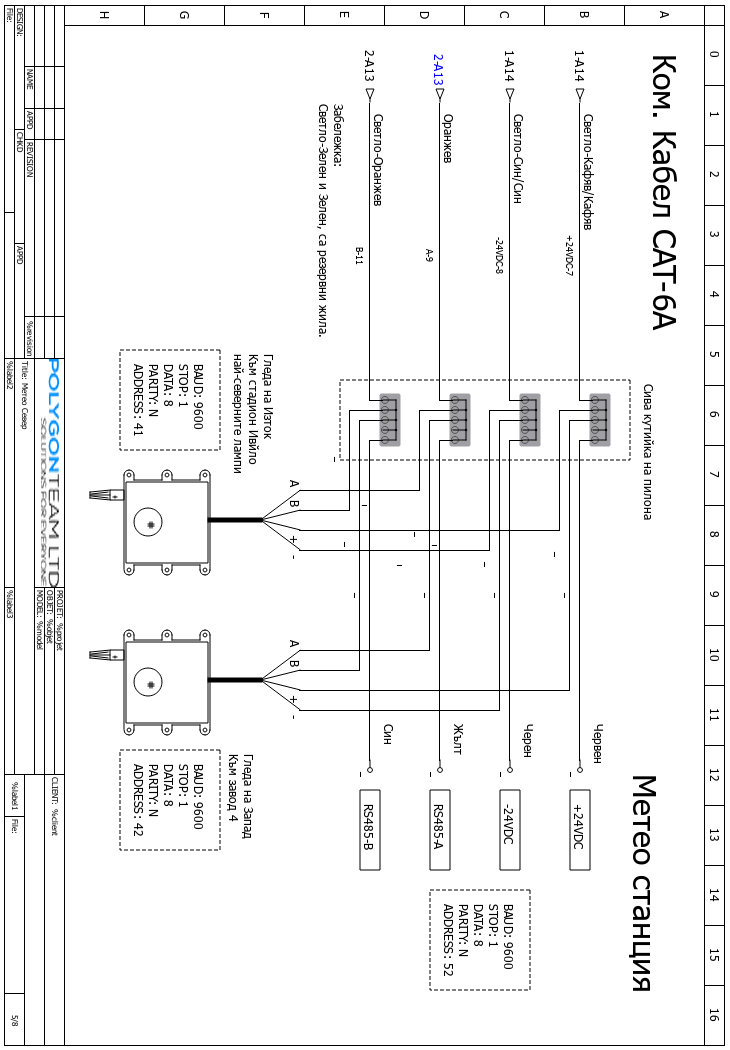 0 1 2 3 4 5 6 7 8 9 10 11 12 13 14 15 16
A
B
C
D
E
F
G
H
Ком. Кабел CAT-6A
Метео станция
Сива кутийка на пилона
1-A14
Светло-Кафяв/Кафяв
+24VDC-7
Червен
+24VDC
1-A14
Светло-Син/Син
-24VDC-8
Черен
-24VDC
2-A13
Оранжев
A-9
Жълт
RS485-A
2-A13
Светло-Оранжев
B-11
Син
RS485-B
BAUD: 9600
STOP: 1
DATA: 8
PARITY: N
ADDRESS: 52
Забележка:
Светло-Зелен и Зелен, са резервни жила.
A
B
+
-
A
B
+
-
Гледа на Изток
Към стадион Ивйло
най-северните лампи
BAUD: 9600
STOP: 1
DATA: 8
PARITY: N
ADDRESS: 41
Гледа на Запад
Към завод 4
BAUD: 9600
STOP: 1
DATA: 8
PARITY: N
ADDRESS: 42
NAME
APPD
REVISION
%revision
DESIGN:
CHKD
APPD
File:
POLYGONTEAM LTD
SOLUTIONS FOR EVERYONE
Title: Метео Север
%label2
PROJET: %projet
OBJET: %objet
MODEL: %model
%label3
CLIENT: %client
%label1
File:
5/8